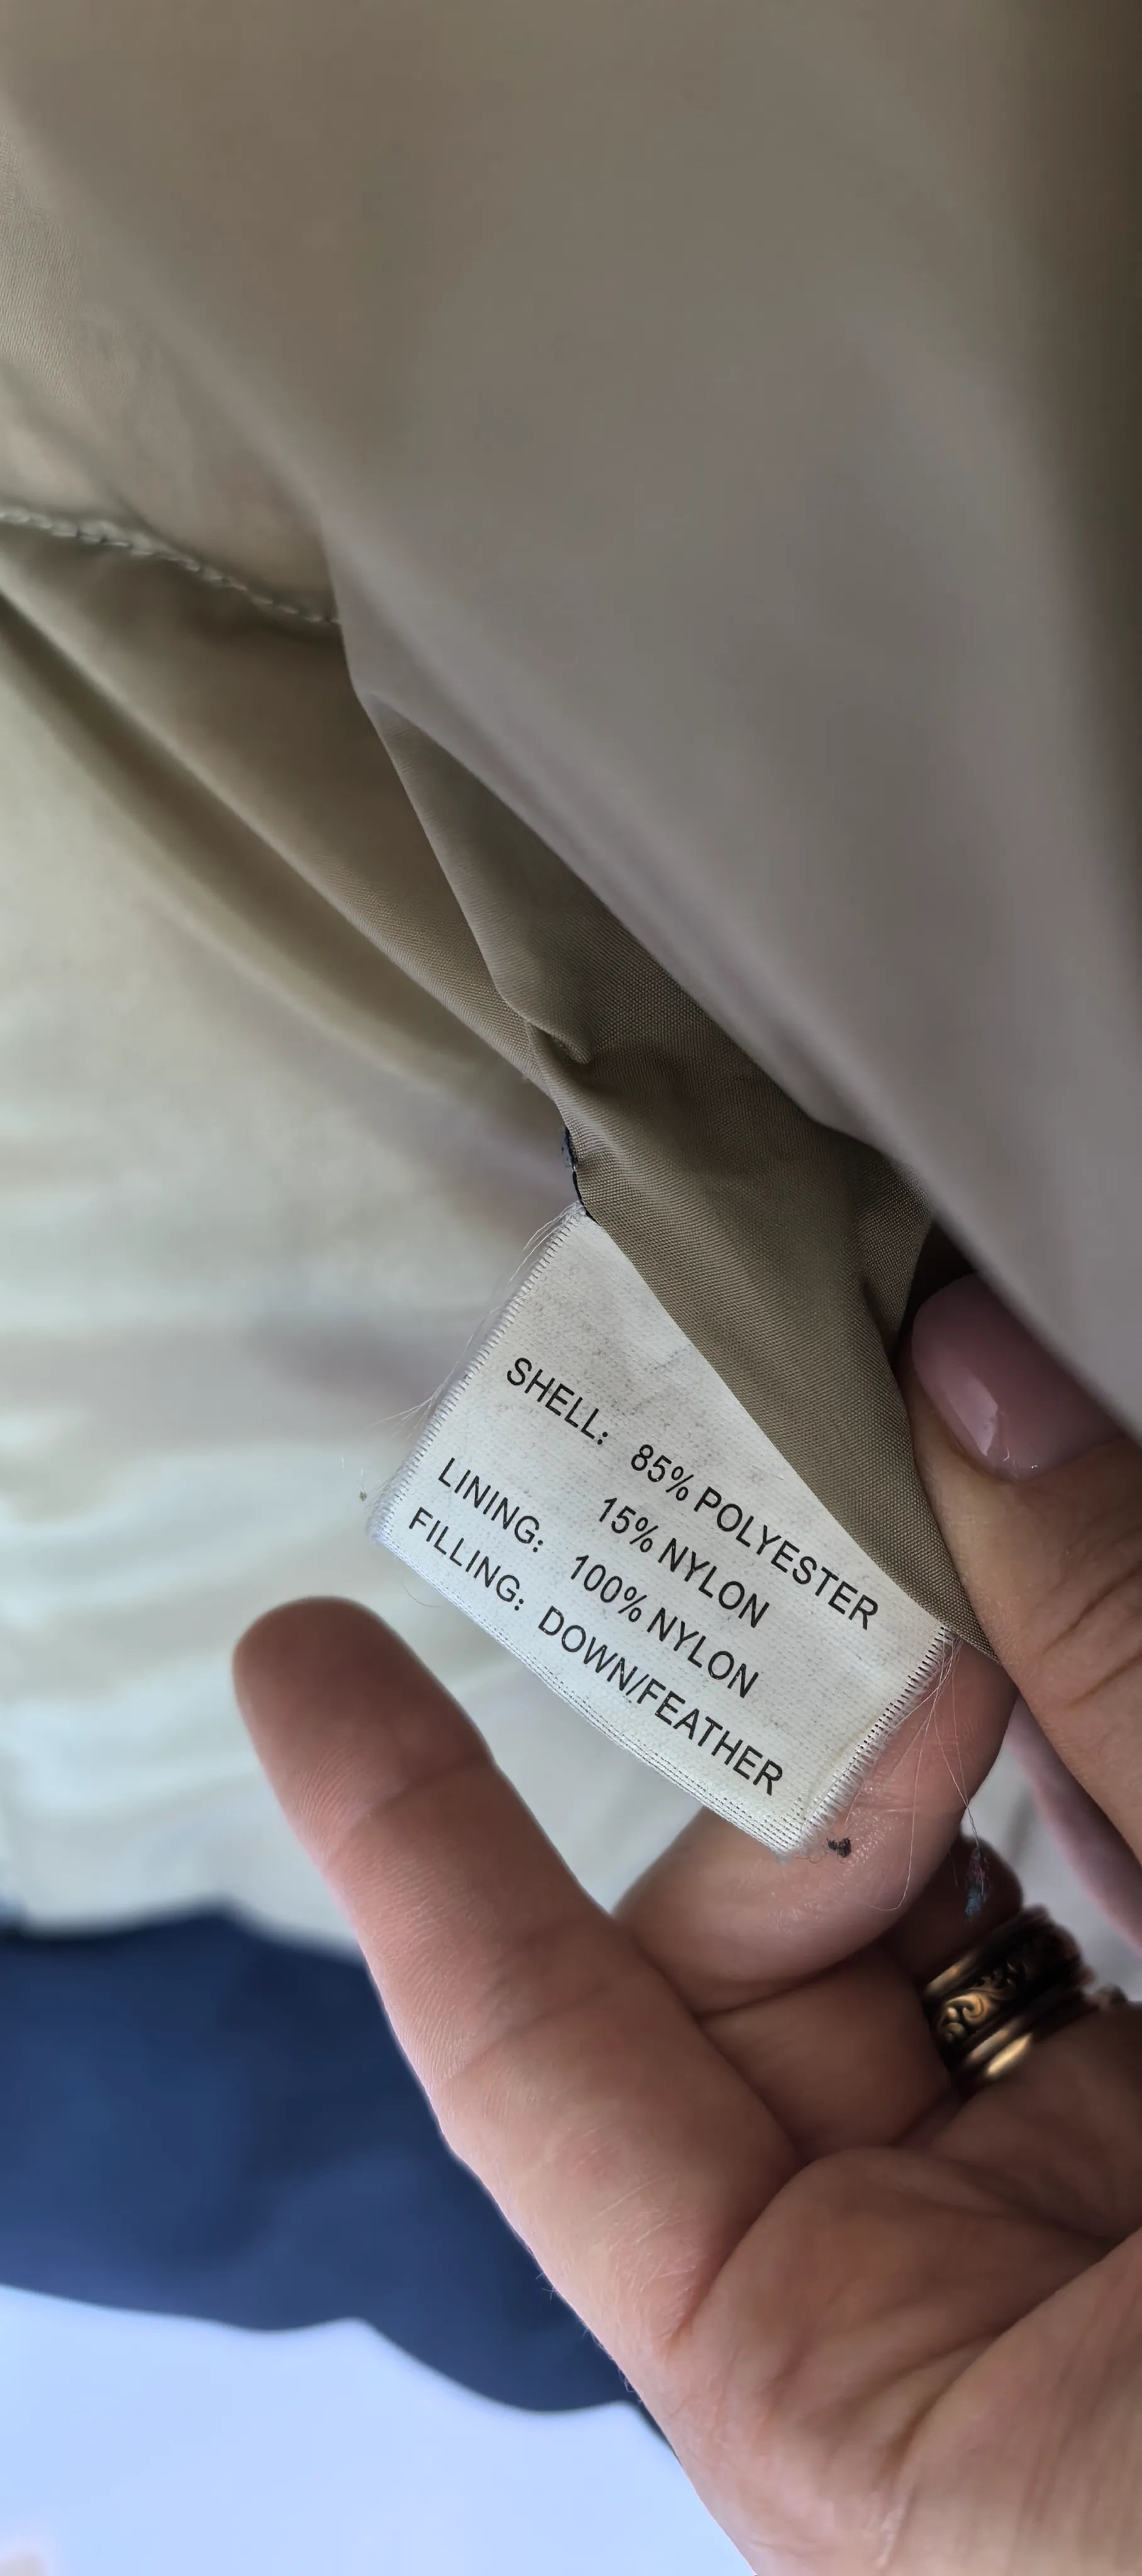 SHELL: 85% POLYESTER
15% NYLON
LINING: 100% NYLON
FILLING: DOWN/FEATHER